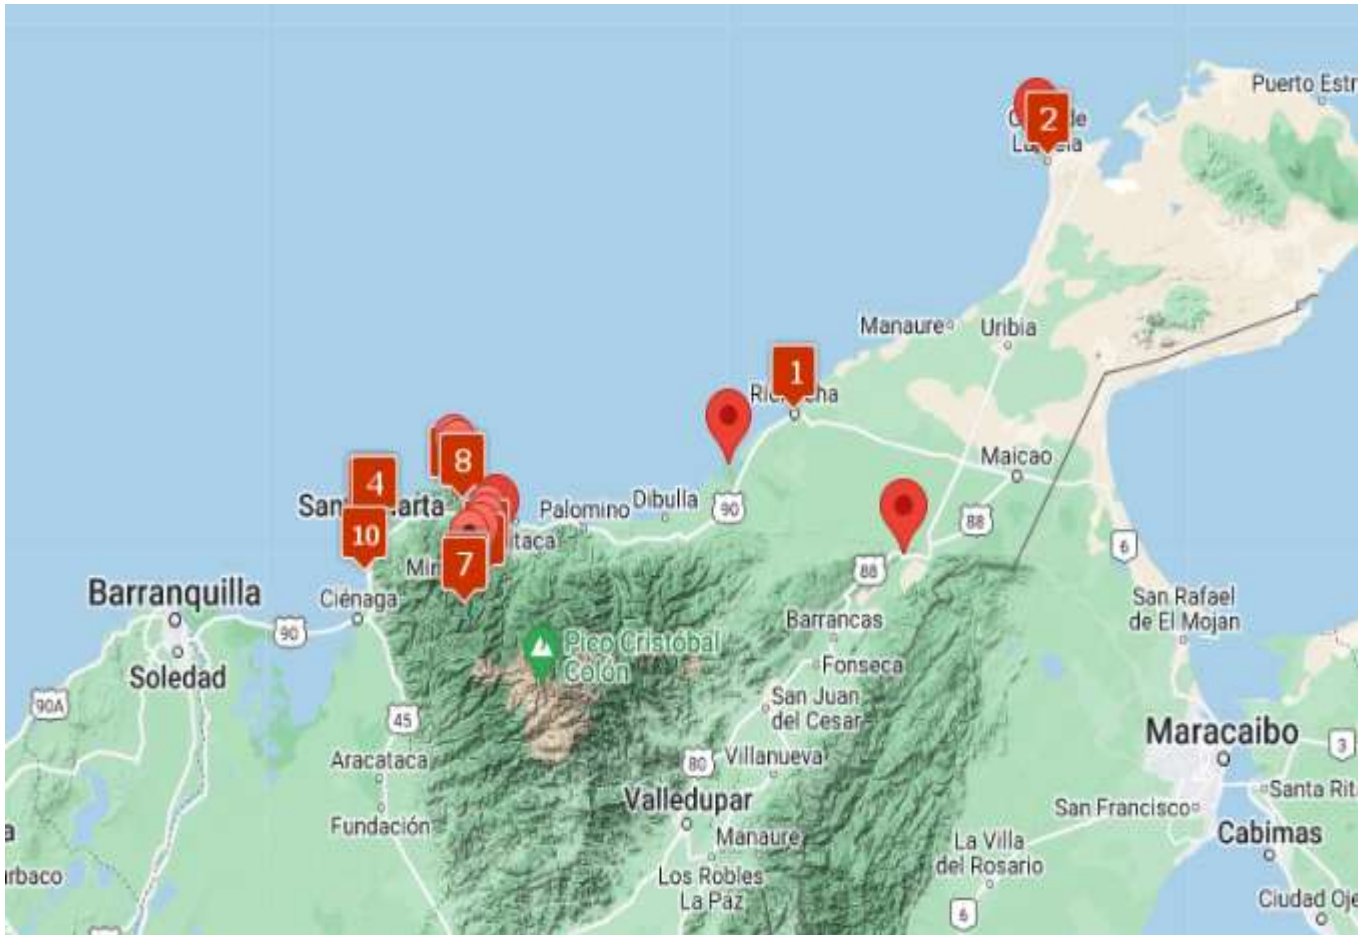 Puerto Estr
2
Manaure
Uribia
1
Maicao
8
4
Dibulla
Palomino
90
88
10
itaca
6
7
88
Barranquilla
Ciénaga
90
San Rafael
de El Mojan
Barrancas
Pico Cristóbal
Colón
Fonseca
Soledad
San Juan
del Cesar
90A
45
Maracaibo
3
Aracataca
80
Villanueva
Santa Rit
Valledupar
San Francisco
Fundación
Manaure
La Villa
del Rosario
Cabimas
a
Los Robles
La Paz
irbaco
6
Ciudad Oje